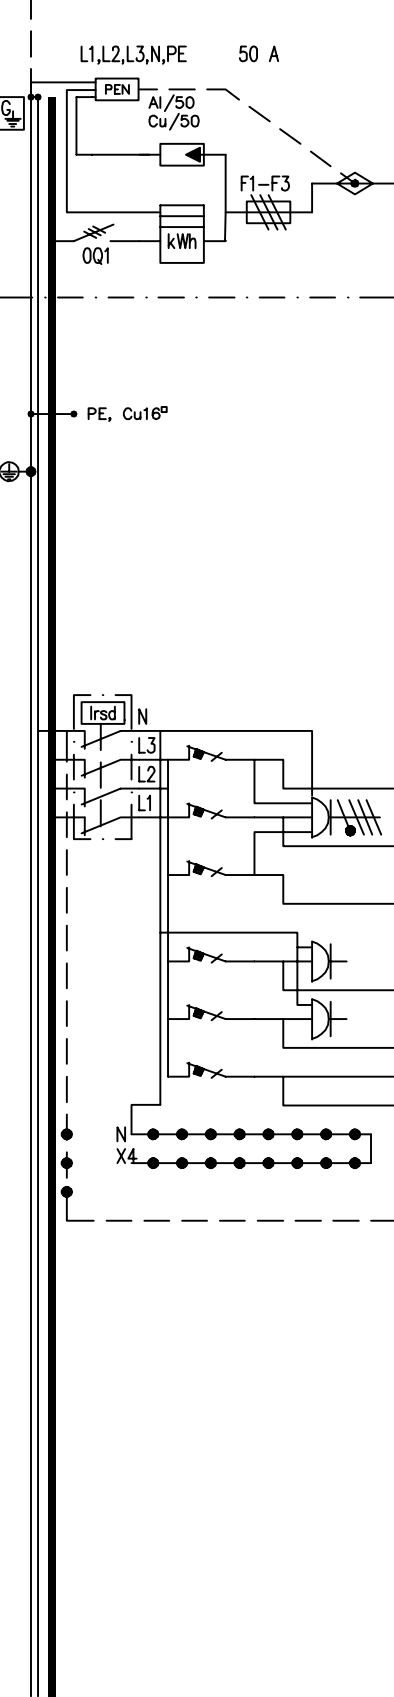 L1,L2,L3,N,PE 50 A
PEN
G
Al/50
Cu/50
F1-F3
kWh
0Q1
PE, Cu16□
Irsd
N
L3
L2
L1
N
X4